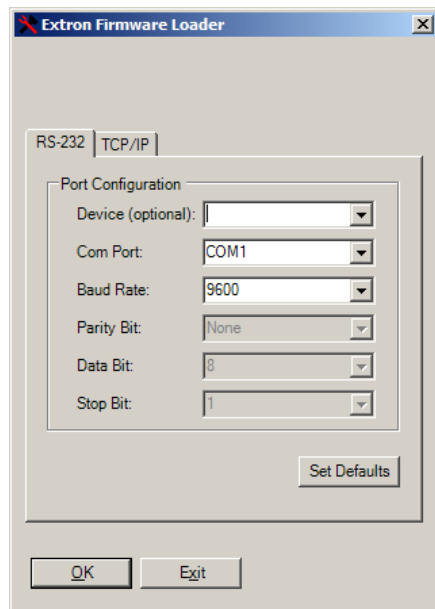 Extron Firmware Loader
RS-232 TCP/IP
Port Configuration
Device (optional):
Com Port: COM1
Baud Rate: 9600
Parity Bit: None
Data Bit: 8
Stop Bit: 1
Set Defaults
OK Exit